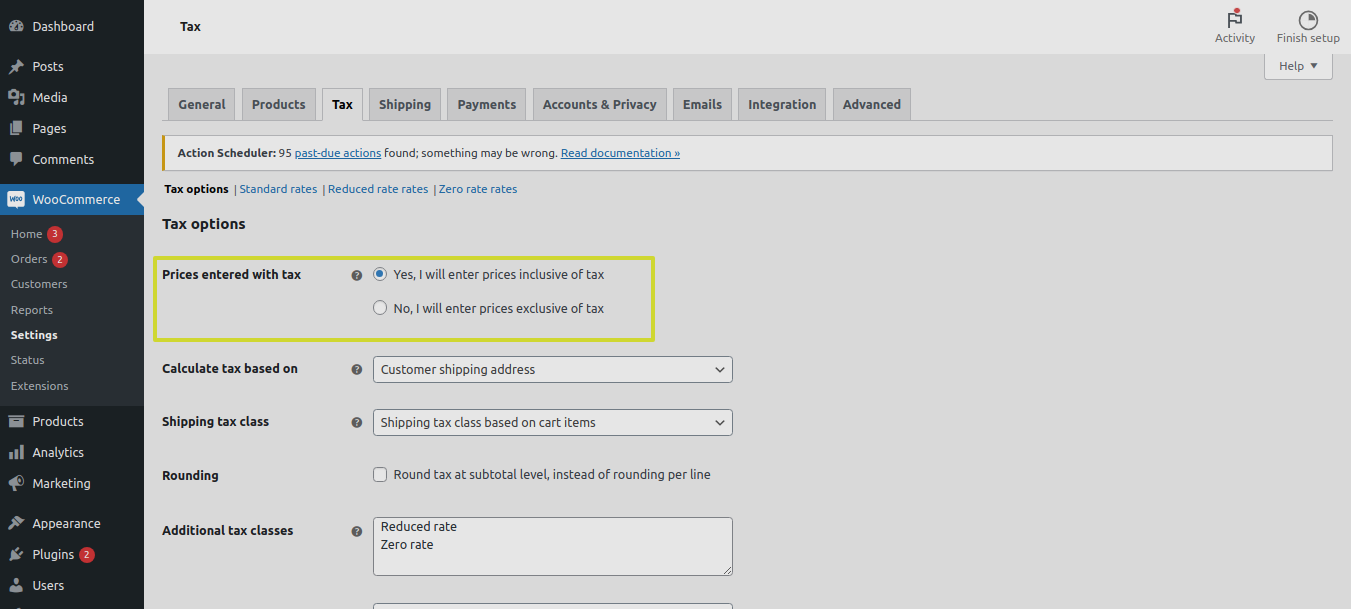 Dashboard
Posts
Media
Pages
Comments
WooCommerce
Home 3
Orders 2
Customers
Reports
Settings
Status
Extensions
Products
Analytics
Marketing
Appearance
Plugins 2
Users
Tax
Activity
Finish setup
Help
General
Products
Tax
Shipping
Payments
Accounts & Privacy
Emails
Integration
Advanced
Action Scheduler: 95 past-due actions found; something may be wrong. Read documentation »
Tax options | Standard rates | Reduced rate rates | Zero rate rates
Tax options
Prices entered with tax
Yes, I will enter prices inclusive of tax
No, I will enter prices exclusive of tax
Calculate tax based on
Customer shipping address
Shipping tax class
Shipping tax class based on cart items
Rounding
Round tax at subtotal level, instead of rounding per line
Additional tax classes
Reduced rate
Zero rate